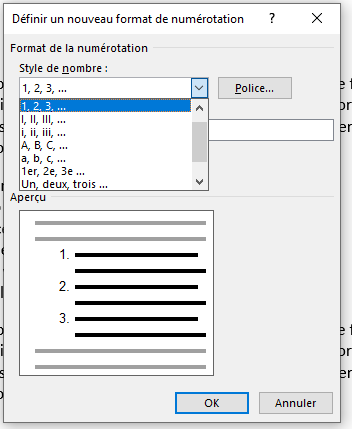 Définir un nouveau format de numérotation ? ×
Format de la numérotation
Style de nombre :
1, 2, 3, ...
Police...
1, 2, 3, ...
I, II, III, ...
i, ii, iii, ...
A, B, C, ...
a, b, c, ...
1er, 2e, 3e ...
Un, deux, trois ...
Aperçu
1.
2.
3.
OK Annuler